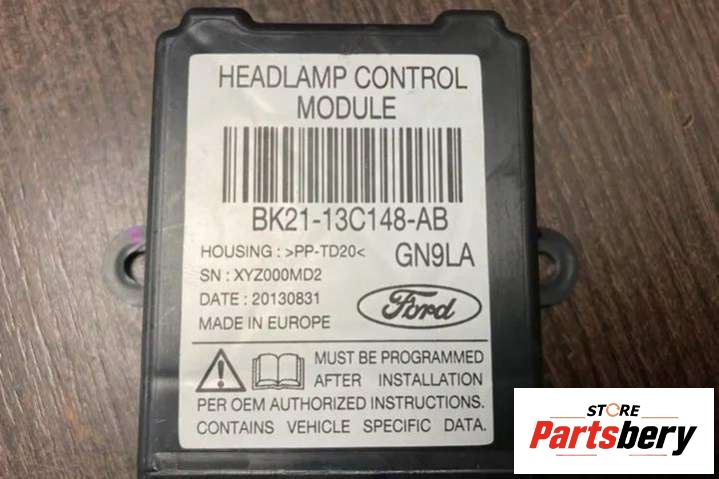 HEADLAMP CONTROL
MODULE
BK21-13C148-AB
HOUSING : >PP-TD20< GN9LA
SN : XYZ000MD2
DATE : 20130831
MADE IN EUROPE
Ford
MUST BE PROGRAMMED
AFTER INSTALLATION
PER OEM AUTHORIZED INSTRUCTIONS.
CONTAINS VEHICLE SPECIFIC DATA.
STORE
Partsbery